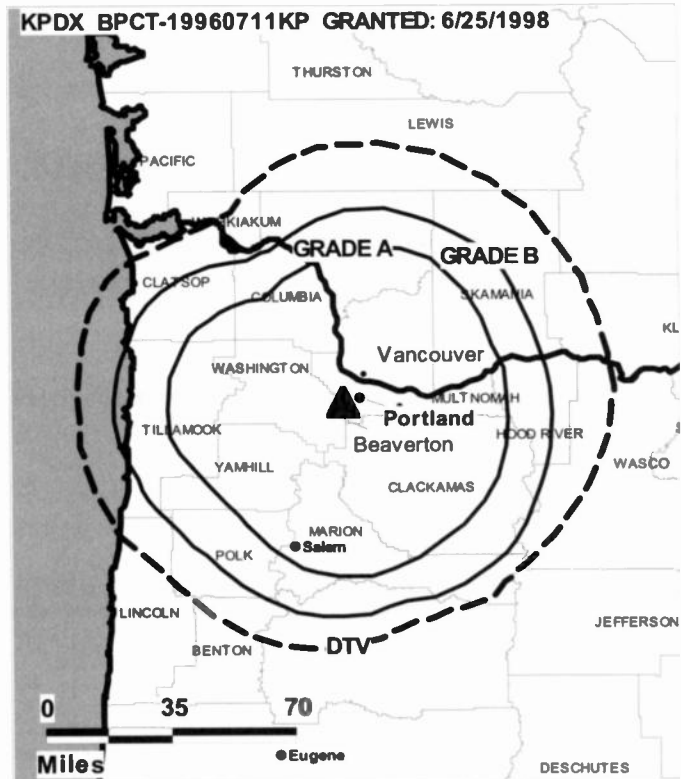 KPDX BPCT-19960711KP GRANTED: 6/25/1998
THURSTON
LEWIS
PACIFIC
KIAKUM
GRADE A
GRADE B
CLATSOP
COLUMBIA
SKAMANIA
KL
Vancouver
WASHINGTON
MULTNOMAH
Portland
TILLAMOOK
Beaverton
HOOD RIVER
YAMHILL
WASCO
CLACKAMAS
MARION
Salem
POLK
LINCOLN
JEFFERSON
BENTON
DTV
0 35 70
Miles
Eugene
DESCHUTES